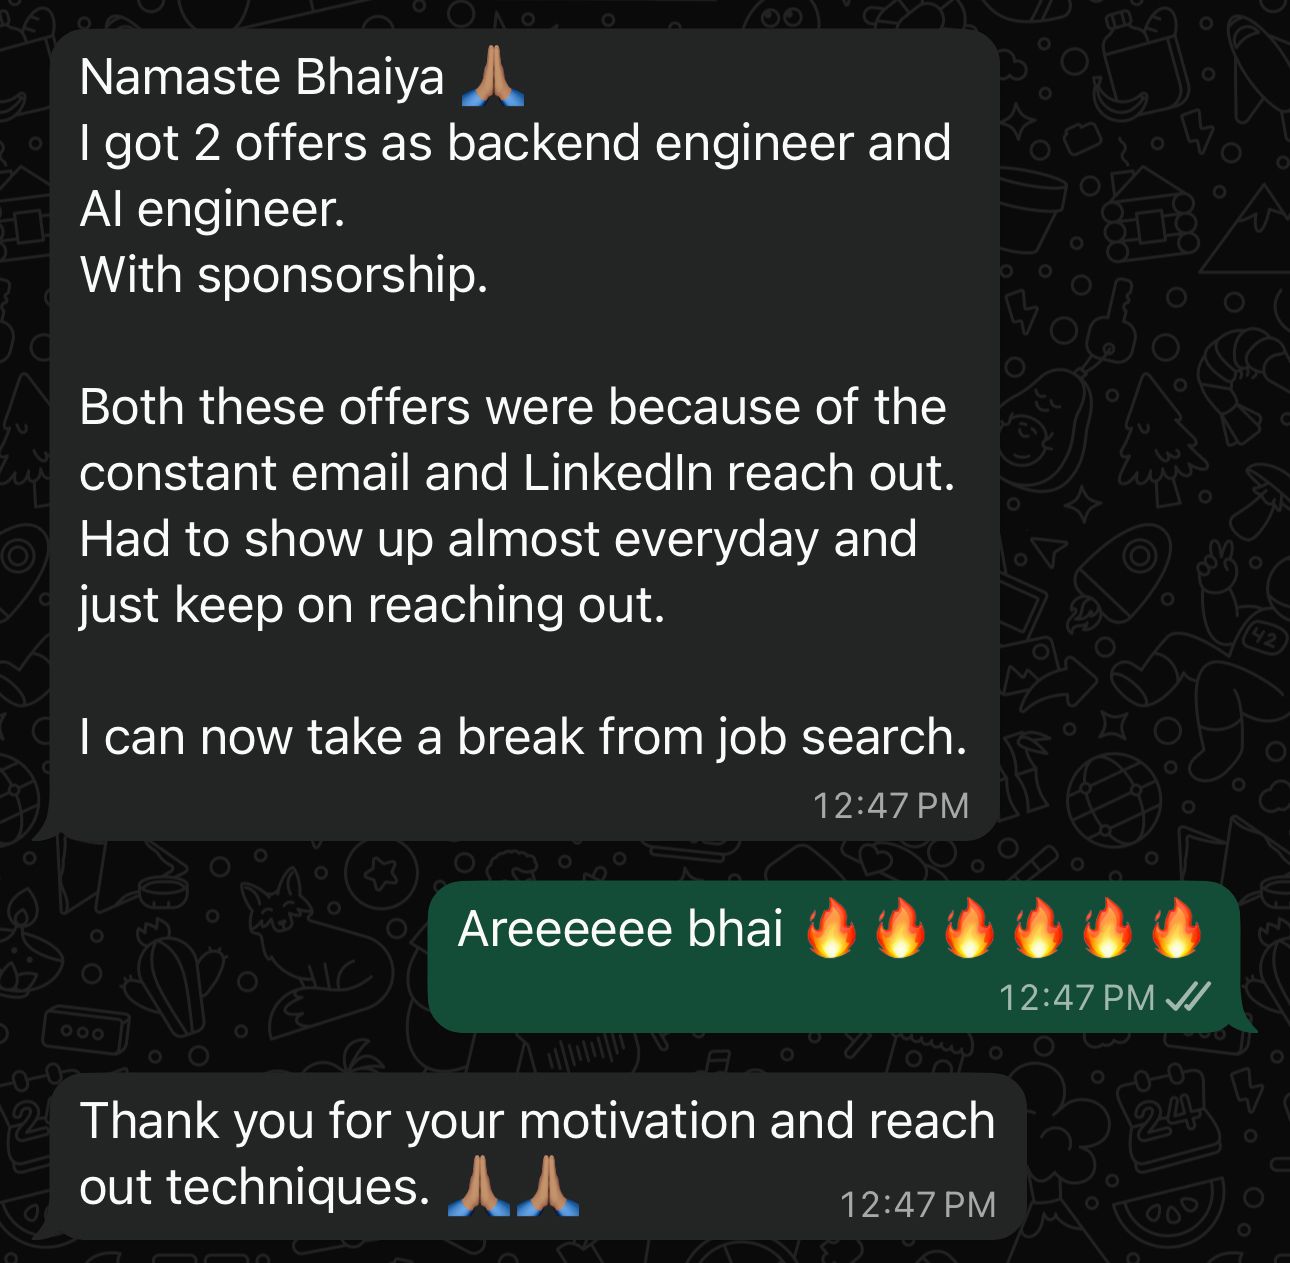 Namaste Bhaiya 🙏🏽
I got 2 offers as backend engineer and
AI engineer.
With sponsorship.
Both these offers were because of the
constant email and LinkedIn reach out.
Had to show up almost everyday and
just keep on reaching out.
I can now take a break from job search.
12:47 PM
Areeeeee bhai 🔥🔥🔥🔥🔥🔥
12:47 PM
Thank you for your motivation and reach
out techniques. 🙏🏽🙏🏽
12:47 PM